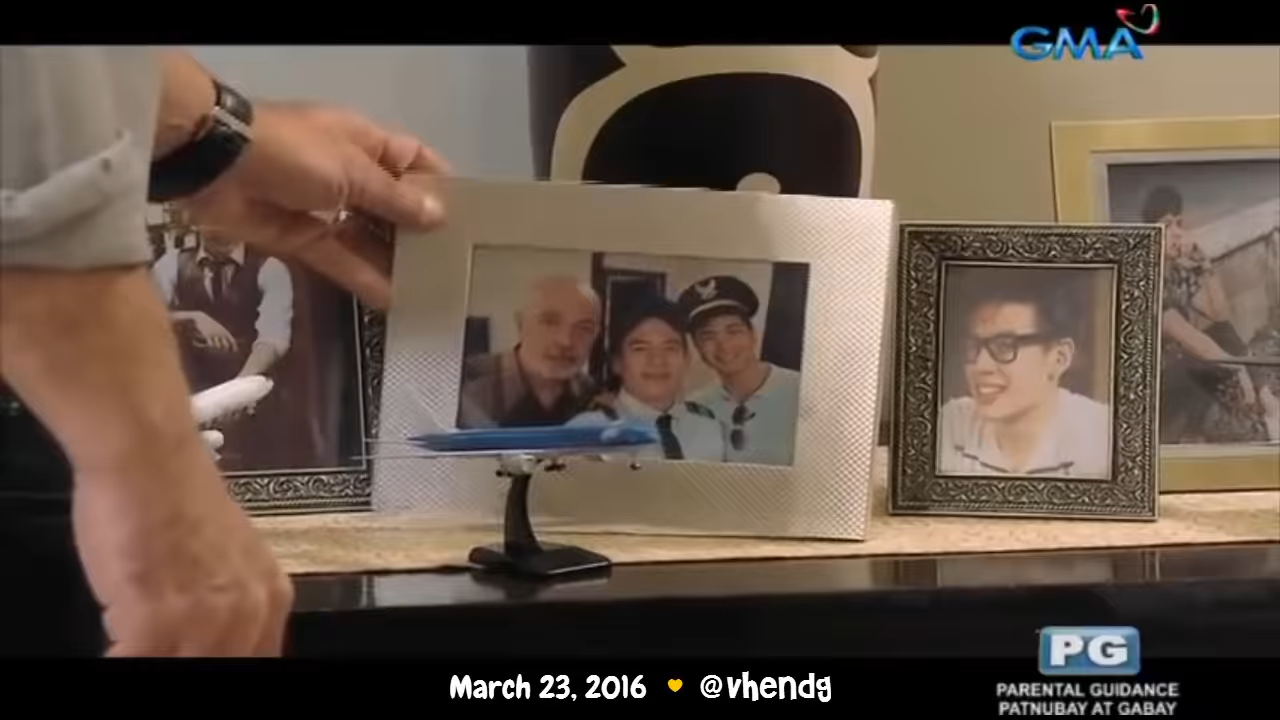 GMA
PG
PARENTAL GUIDANCE
PATNUBAY AT GABAY
March 23, 2016 💛 @vhendg